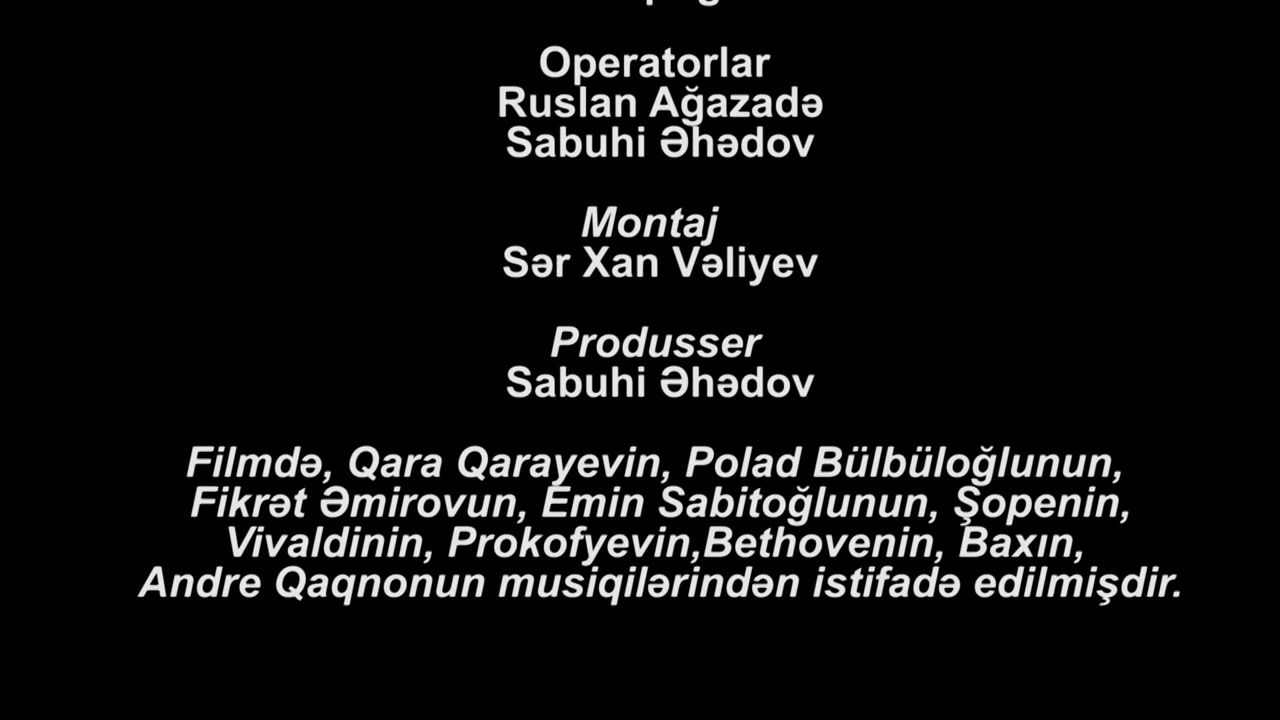 Operatorlar
Ruslan Ağazadə
Sabuhi Əhədov
Montaj
Sər Xan Vəliyev
Produsser
Sabuhi Əhədov
Filmdə, Qara Qarayevin, Polad Bülbüloğlunun,
Fikrət Əmirovun, Emin Sabitoğlunun, Şopenin,
Vivaldinin, Prokofyevin,Bethovenin, Baxın,
Andre Qaqnonun musiqilərindən istifadə edilmişdir.